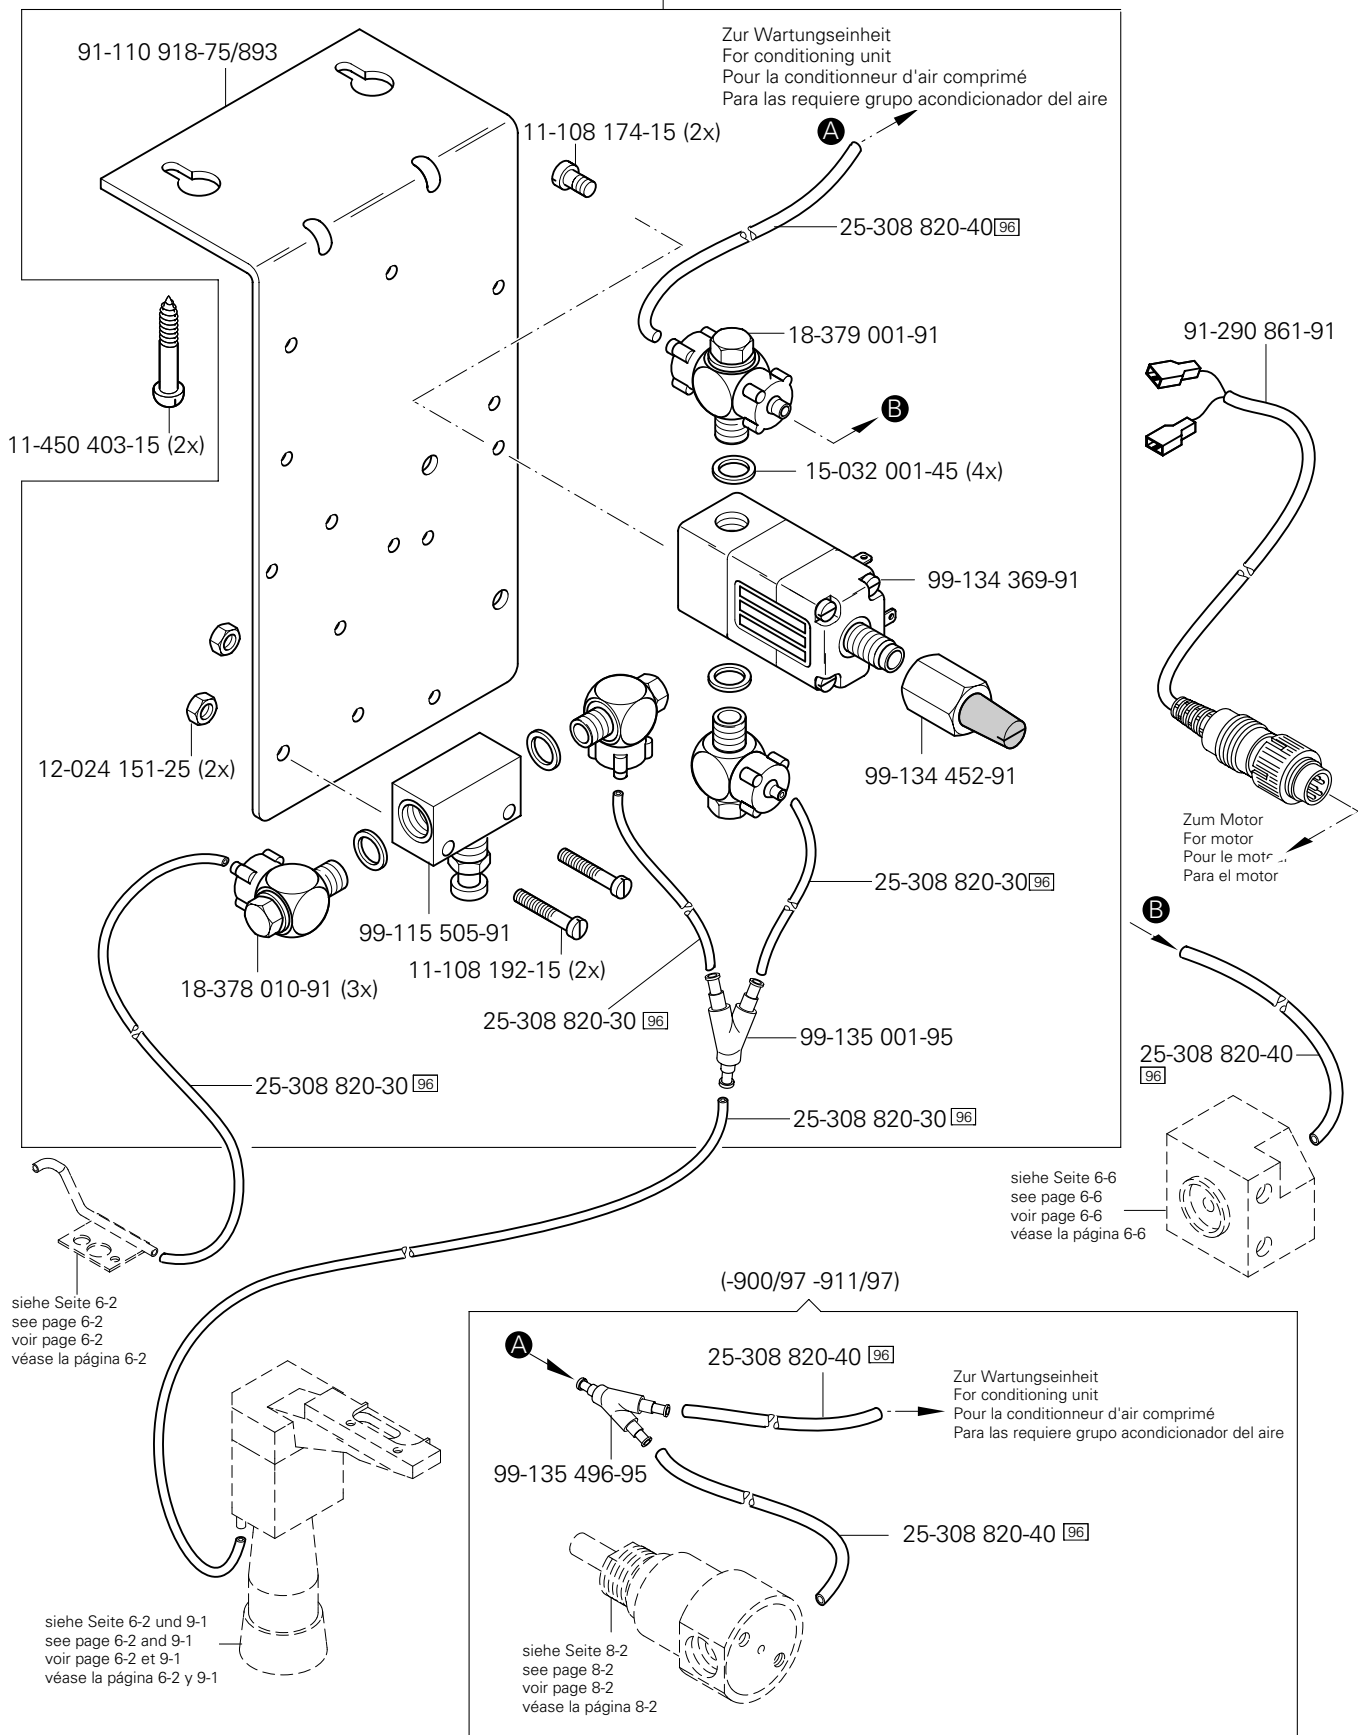 91-110 918-75/893
Zur Wartungseinheit
For conditioning unit
Pour la conditionneur d'air comprimé
Para las requiere grupo acondicionador del aire
11-108 174-15 (2x)
A
25-308 820-40 96
18-379 001-91
91-290 861-91
B
11-450 403-15 (2x)
15-032 001-45 (4x)
99-134 369-91
12-024 151-25 (2x)
99-134 452-91
Zum Motor
For motor
Pour le
Para el motor
25-308 820-30 96
B
99-115 505-91
11-108 192-15 (2x)
18-378 010-91 (3x)
25-308 820-30 96
99-135 001-95
25-308 820-40
96
25-308 820-30 96
25-308 820-30 96
siehe Seite 6-6
see page 6-6
voir page 6-6
véase la página 6-6
(-900/97 -911/97)
siehe Seite 6-2
see page 6-2
voir page 6-2
véase la página 6-2
A
25-308 820-40 96
Zur Wartungseinheit
For conditioning unit
Pour la conditionneur d'air comprimé
Para las requiere grupo acondicionador del aire
99-135 496-95
25-308 820-40 96
siehe Seite 6-2 und 9-1
see page 6-2 and 9-1
voir page 6-2 et 9-1
véase la página 6-2 y 9-1
siehe Seite 8-2
see page 8-2
voir page 8-2
véase la página 8-2